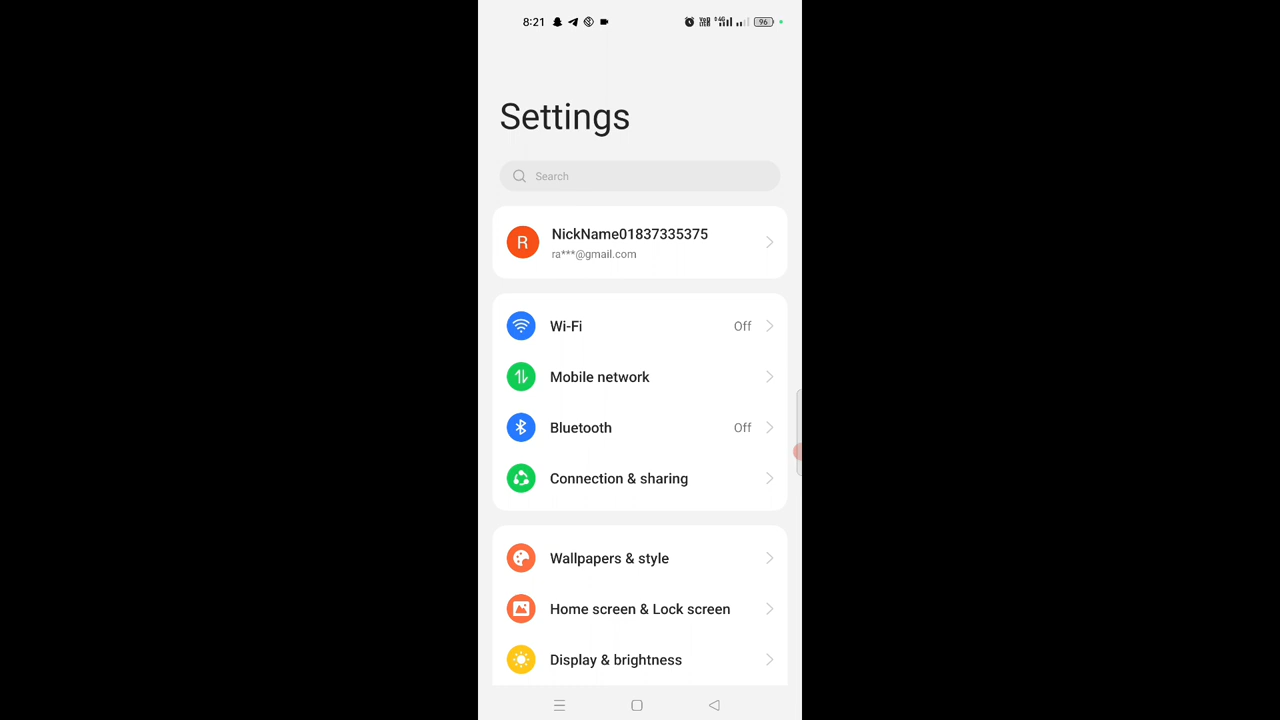 8:21 96
Settings
Search
R
NickName01837335375
ra***@gmail.com
Wi-Fi Off
Mobile network
Bluetooth Off
Connection & sharing
Wallpapers & style
Home screen & Lock screen
Display & brightness